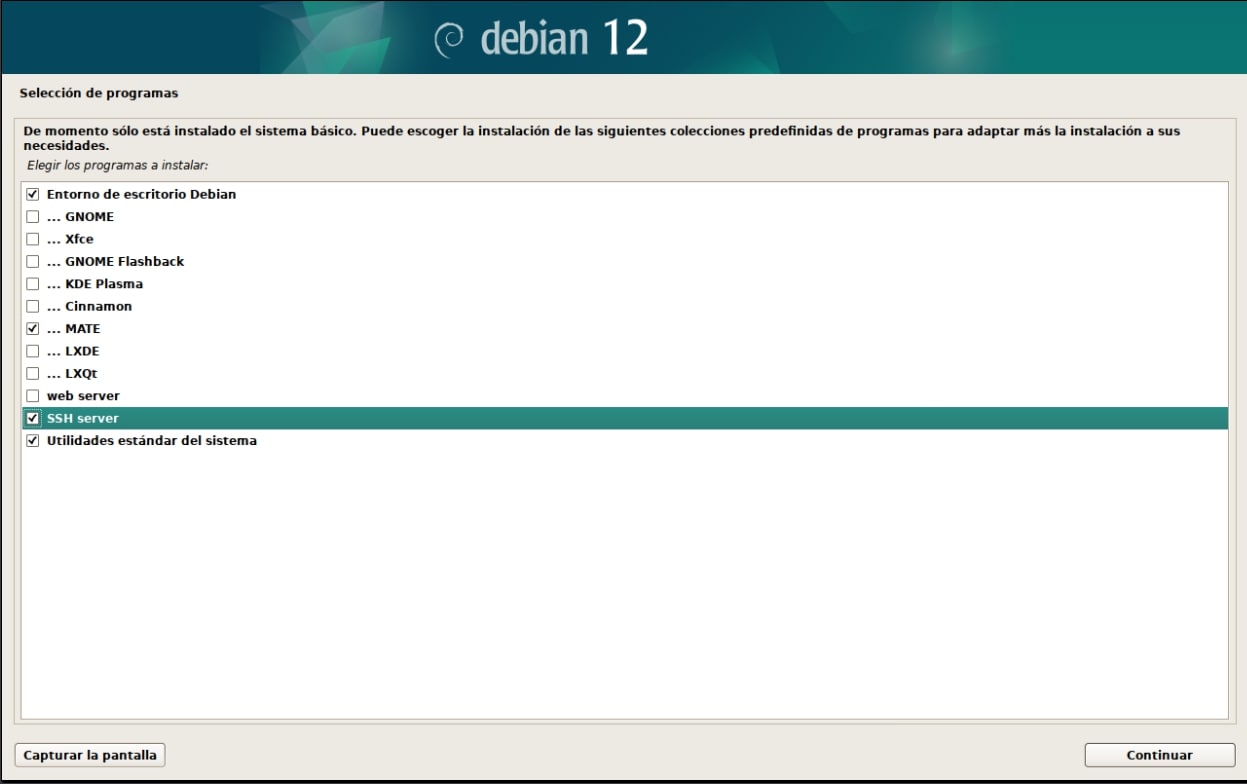 debian 12
Selección de programas
De momento sólo está instalado el sistema básico. Puede escoger la instalación de las siguientes colecciones predefinidas de programas para adaptar más la instalación a sus
necesidades.
Elegir los programas a instalar:
Entorno de escritorio Debian
... GNOME
... Xfce
... GNOME Flashback
... KDE Plasma
... Cinnamon
... MATE
... LXDE
... LXQt
web server
SSH server
Utilidades estándar del sistema
Capturar la pantalla
Continuar